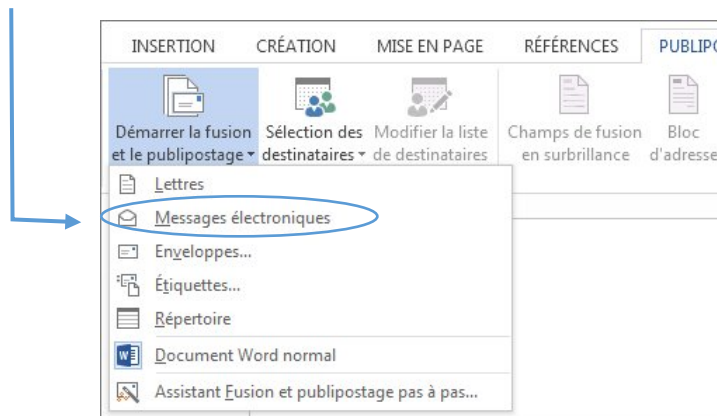 INSERTION CRÉATION MISE EN PAGE RÉFÉRENCES PUBLIPO
Démarrer la fusion et le publipostage
Sélection des destinataires
Modifier la liste de destinataires
Champs de fusion en surbrillance
Bloc d'adresse
Lettres
Messages électroniques
Enveloppes...
Étiquettes...
Répertoire
Document Word normal
Assistant Fusion et publipostage pas à pas...